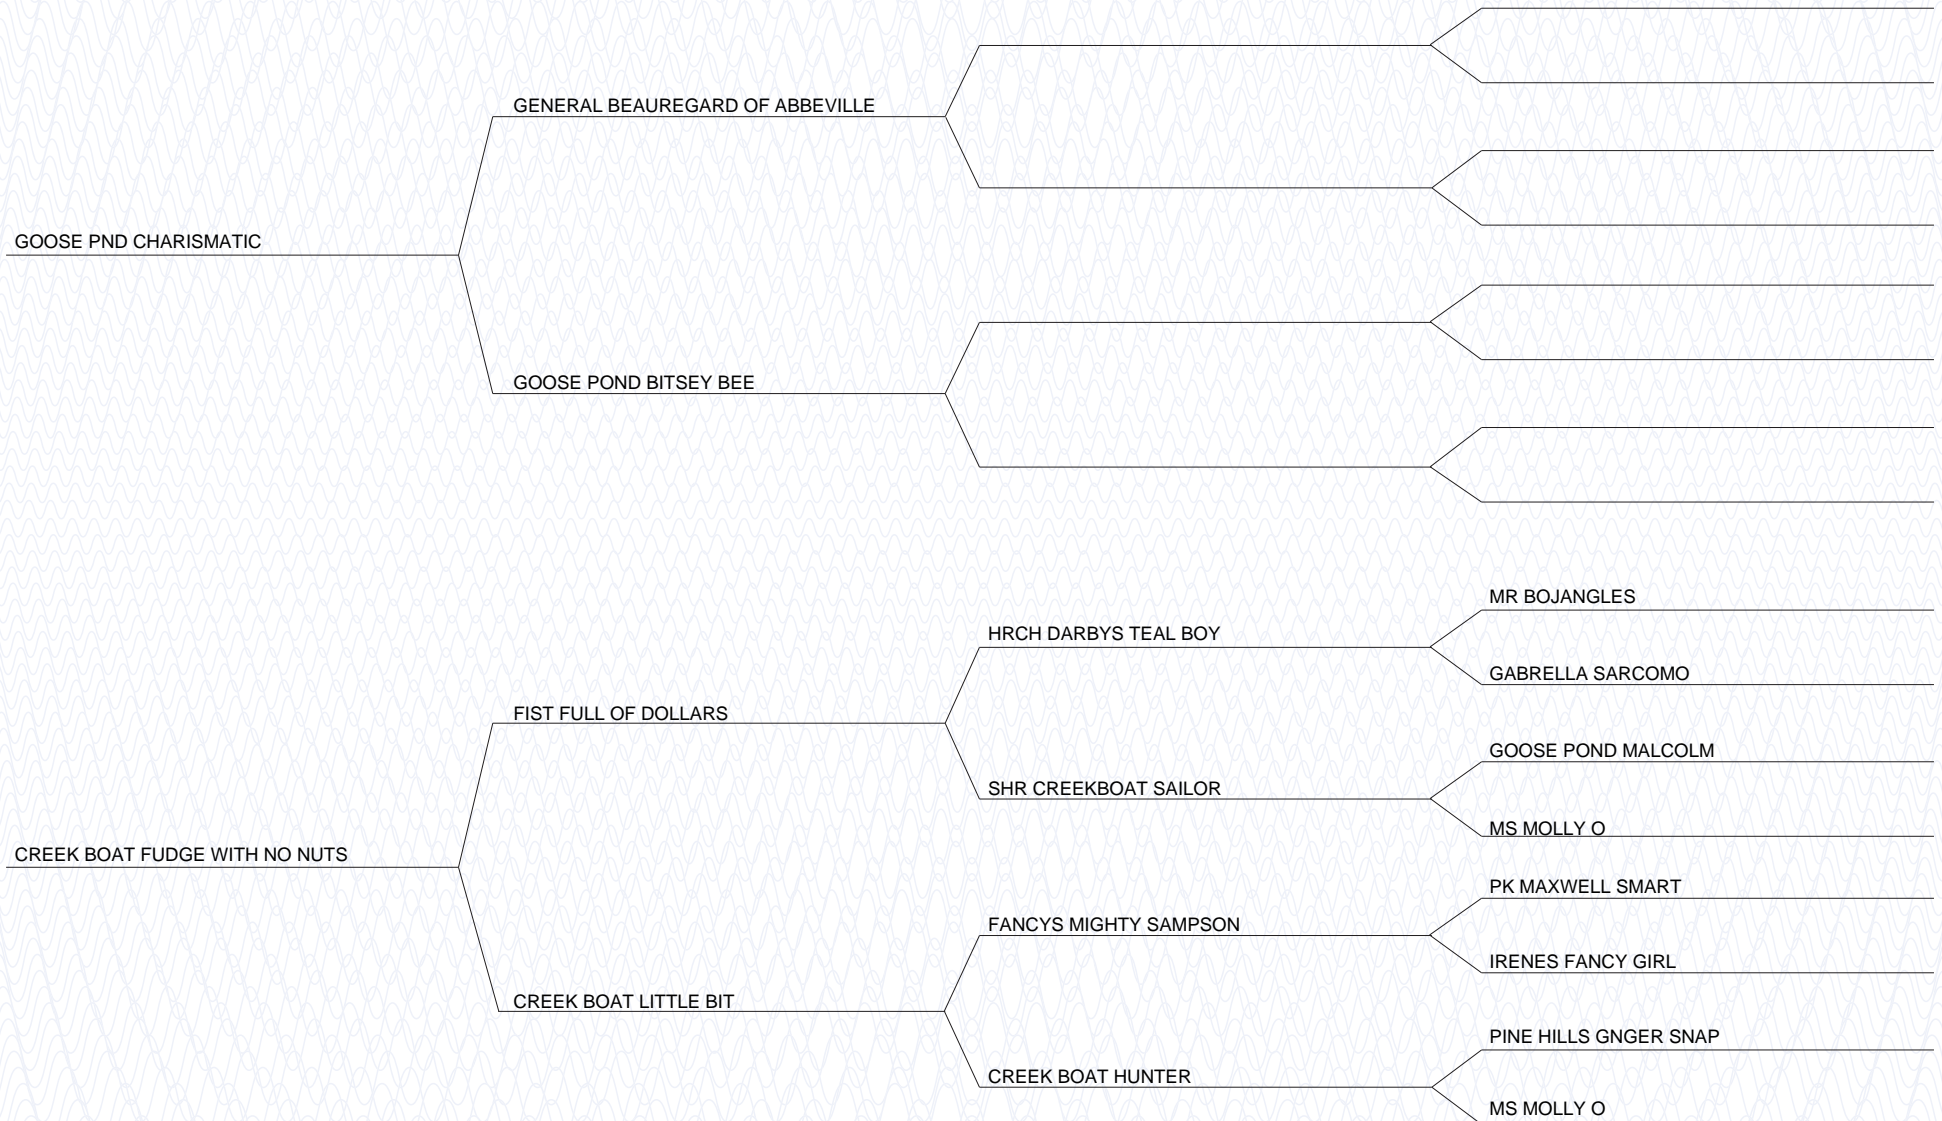 GENERAL BEAUREGARD OF ABBEVILLE
GOOSE PND CHARISMATIC
GOOSE POND BITSEY BEE
MR BOJANGLES
HRCH DARBYS TEAL BOY
GABRELLA SARCOMO
FIST FULL OF DOLLARS
GOOSE POND MALCOLM
SHR CREEKBOAT SAILOR
MS MOLLY O
CREEK BOAT FUDGE WITH NO NUTS
PK MAXWELL SMART
FANCYS MIGHTY SAMPSON
IRENES FANCY GIRL
CREEK BOAT LITTLE BIT
PINE HILLS GNGER SNAP
CREEK BOAT HUNTER
MS MOLLY O